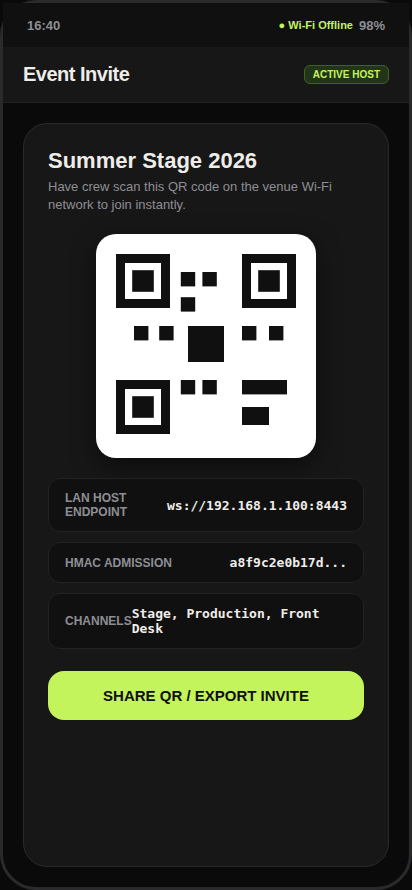 16:40
● Wi-Fi Offline 98%
Event Invite
ACTIVE HOST
Summer Stage 2026
Have crew scan this QR code on the venue Wi-Fi
network to join instantly.
LAN HOST
ENDPOINT
ws://192.168.1.100:8443
HMAC ADMISSION
a8f9c2e0b17d...
CHANNELS
Stage, Production, Front
Desk
SHARE QR / EXPORT INVITE